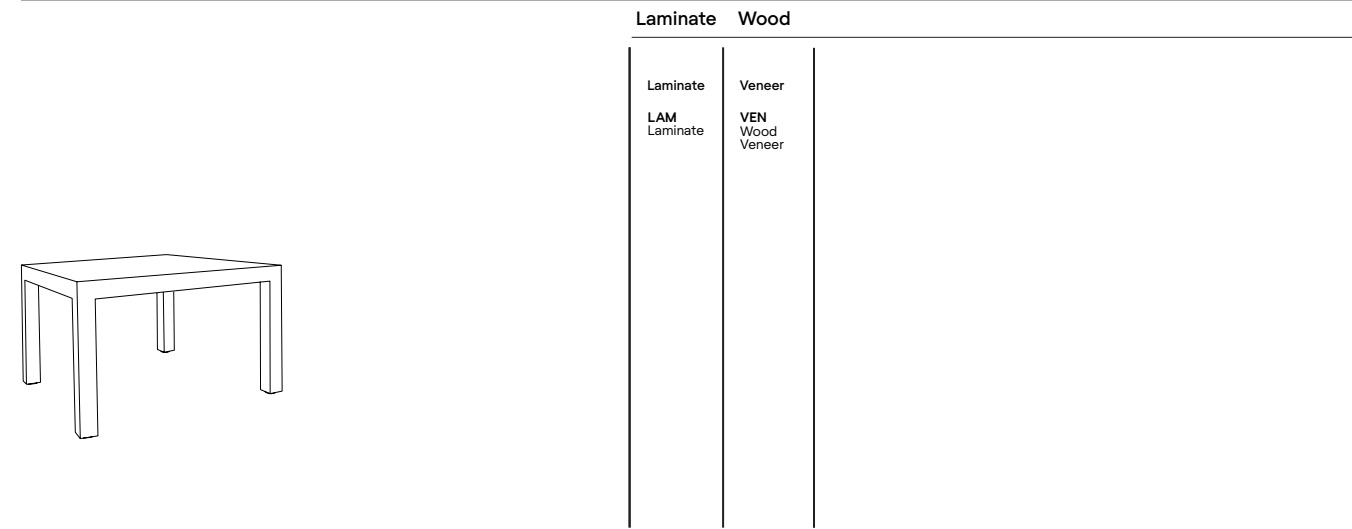 Laminate Wood
Laminate
LAM
Laminate
Veneer
VEN
Wood
Veneer